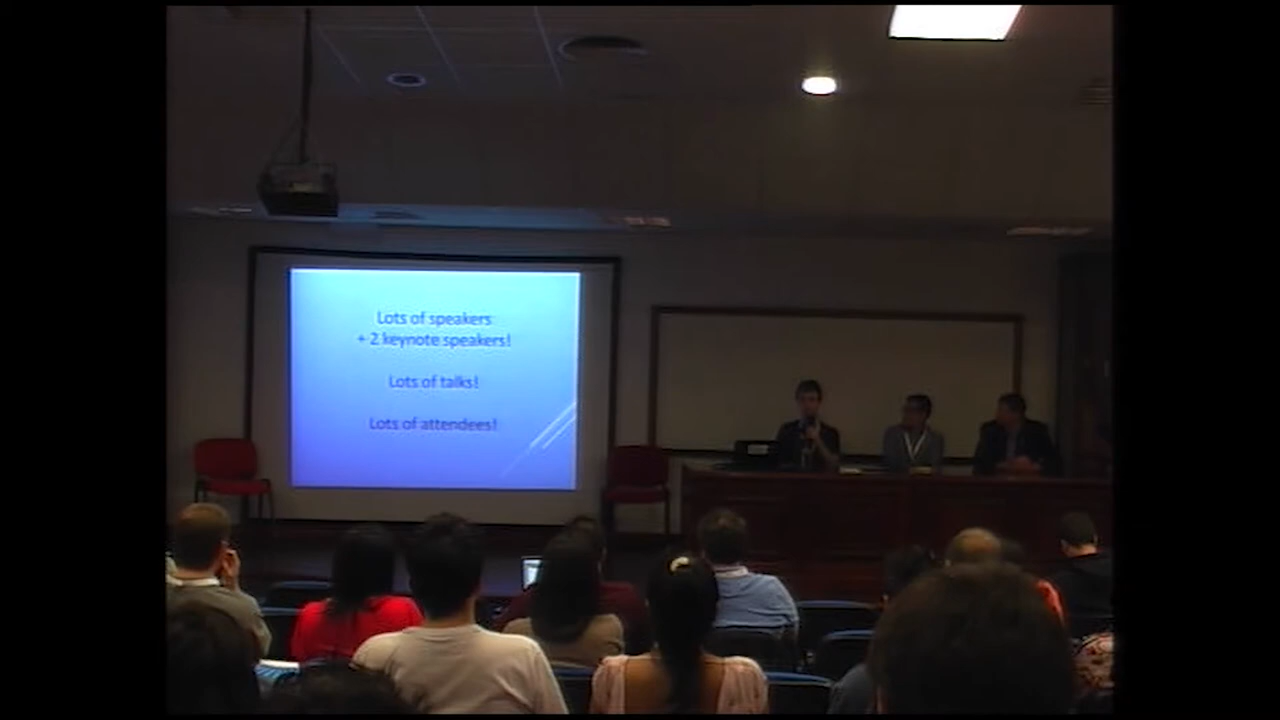 Lots of speakers
+ 2 keynote speakers!
Lots of talks!
Lots of attendees!